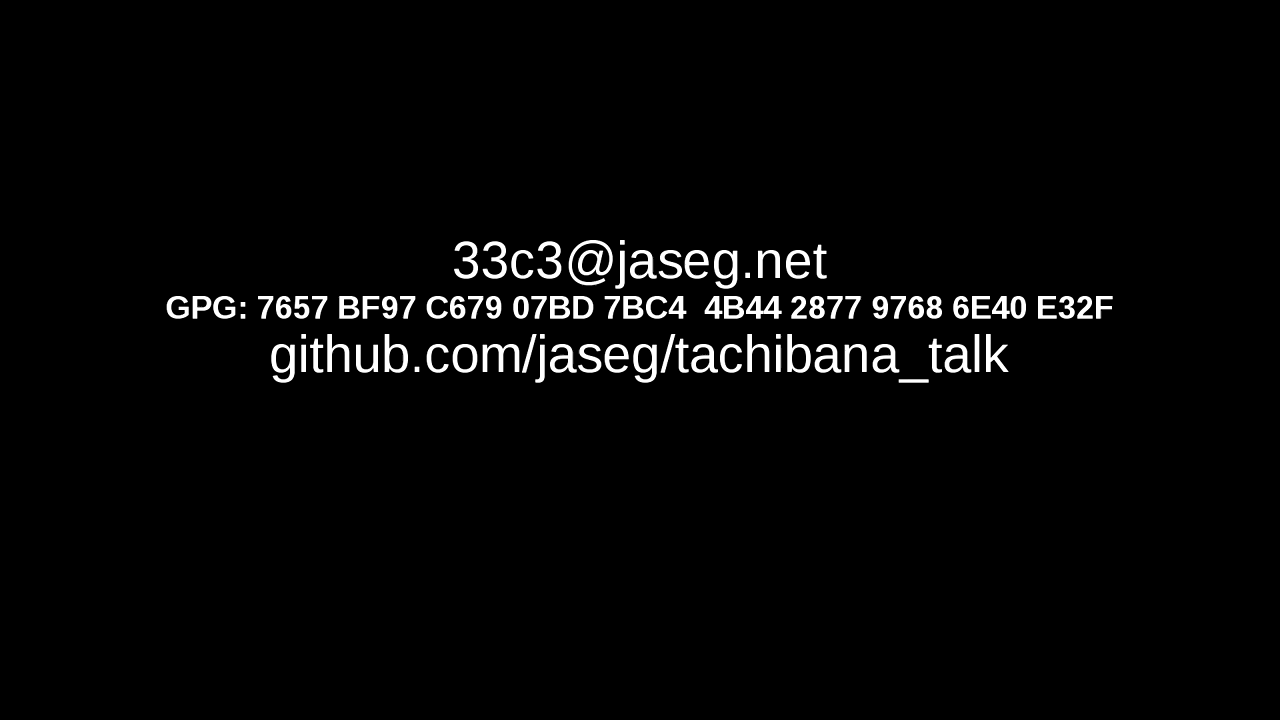 33c3@jaseg.net
GPG: 7657 BF97 C679 07BD 7BC4  4B44 2877 9768 6E40 E32F
github.com/jaseg/tachibana_talk